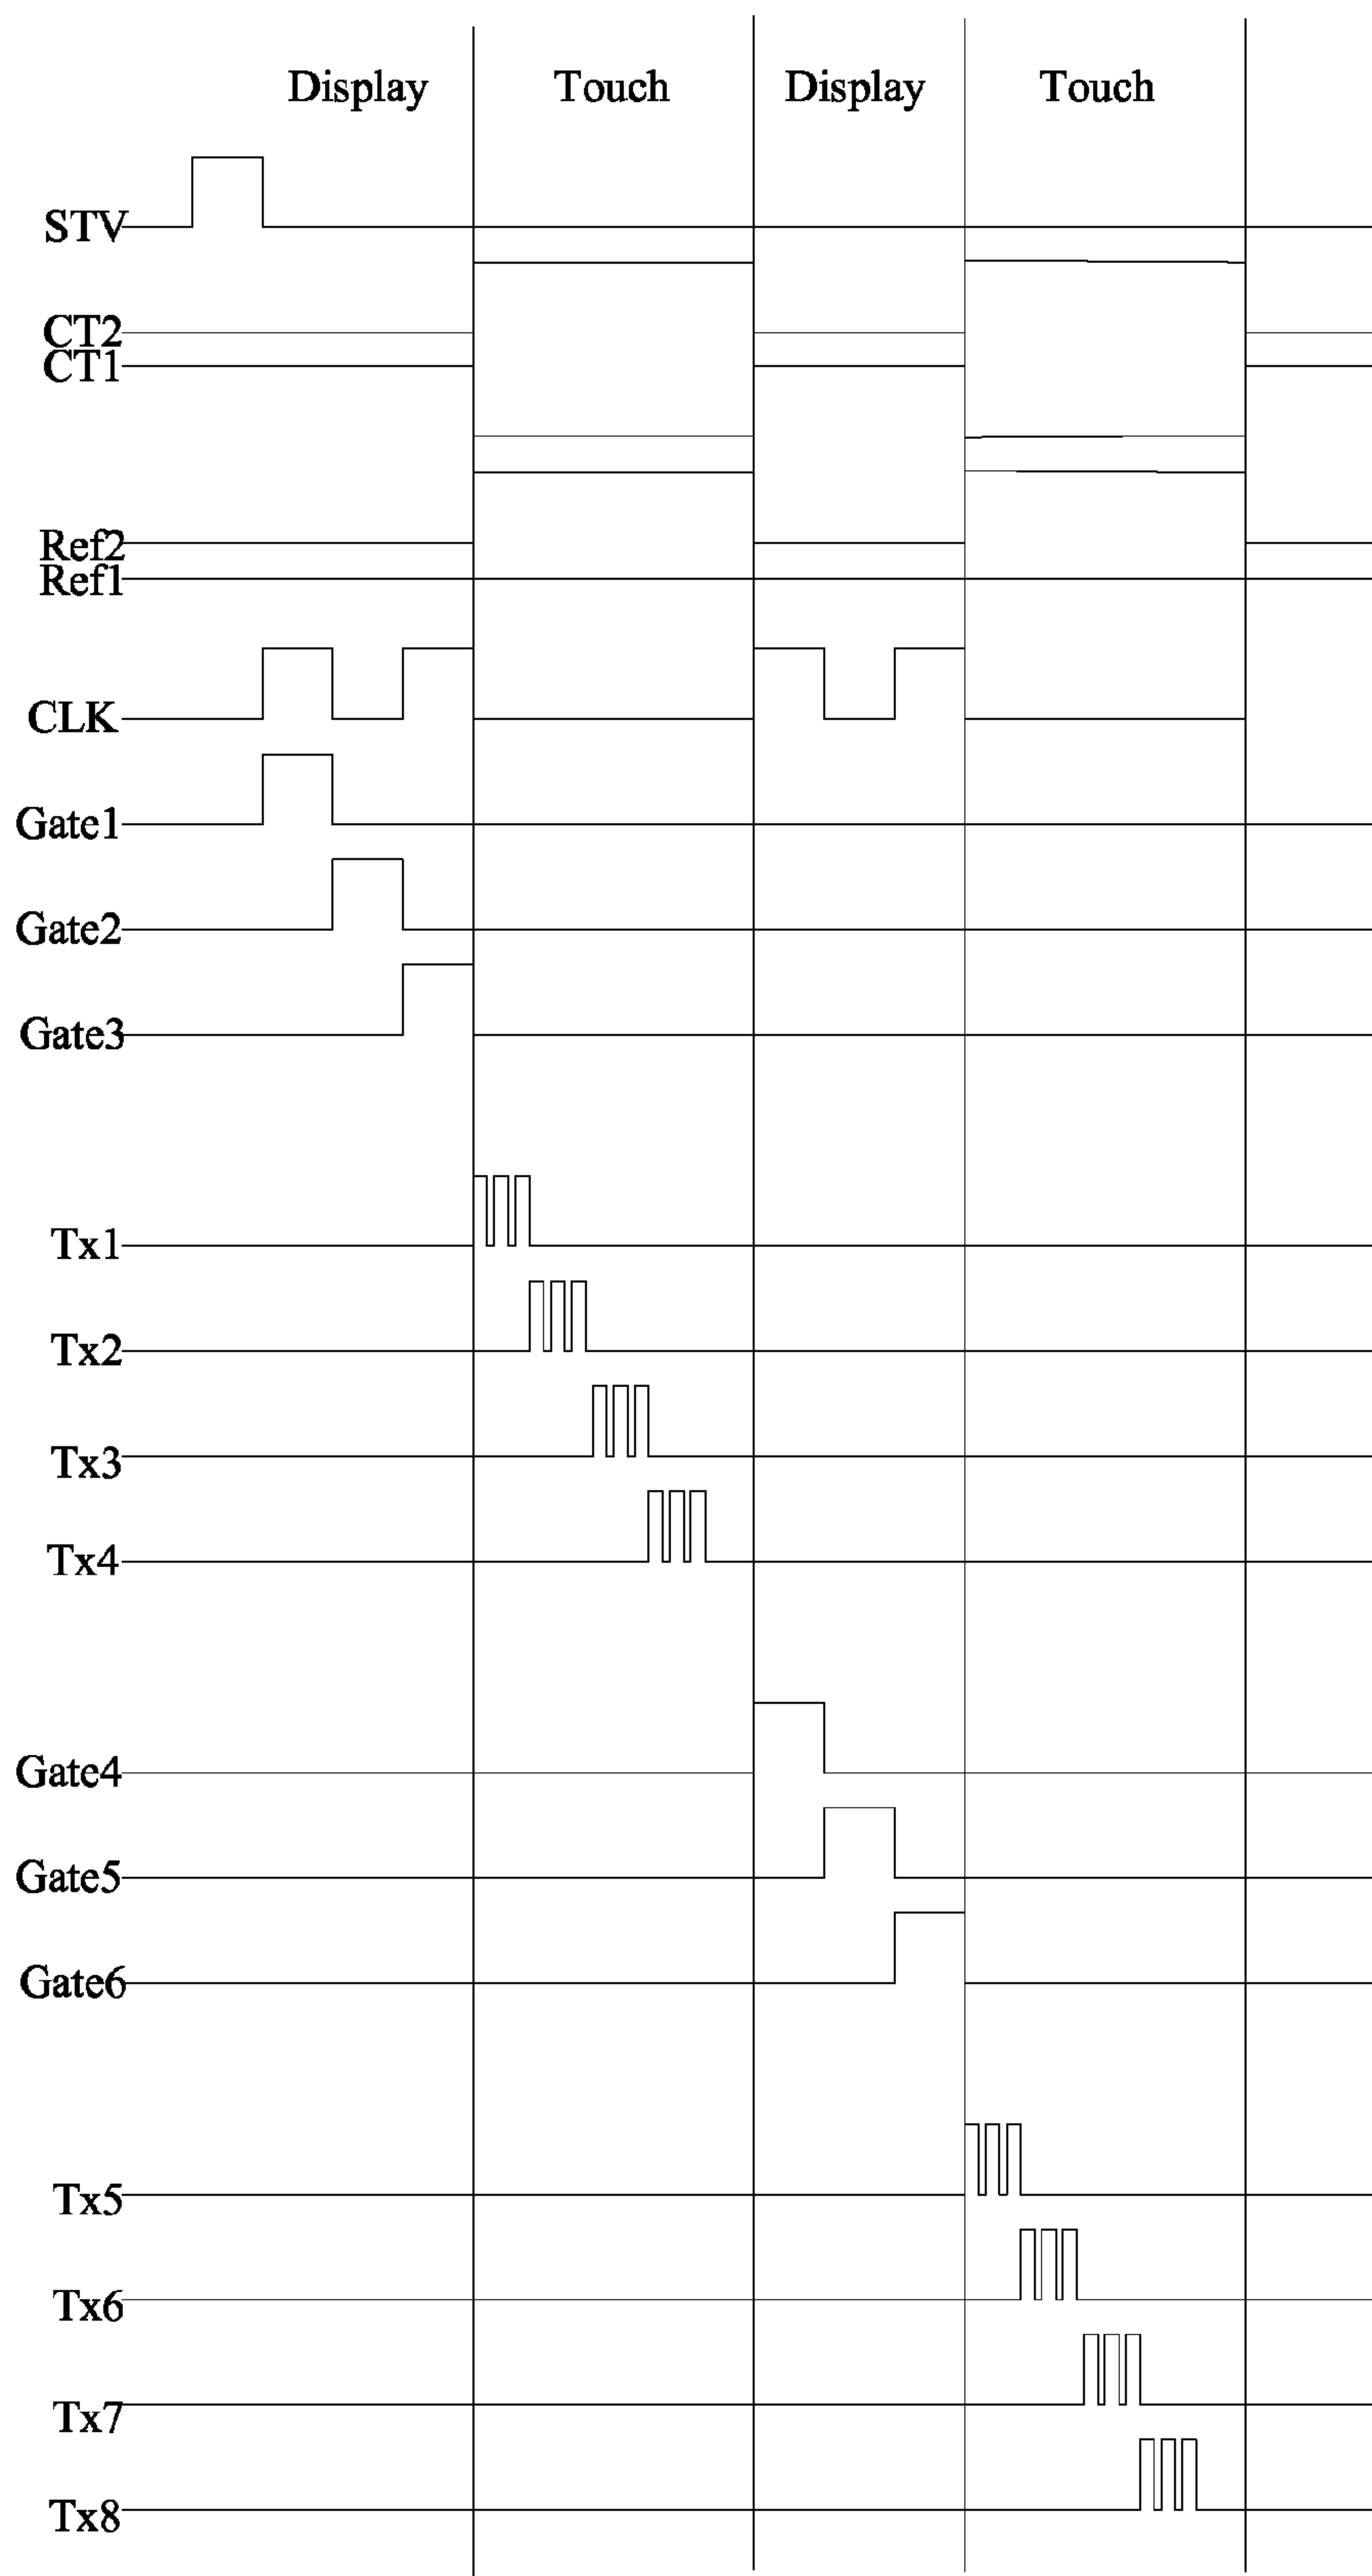 Display Touch Display Touch
STV
CT2
CT1
Ref2
Ref1
CLK
Gate1
Gate2
Gate3
Tx1
Tx2
Tx3
Tx4
Gate4
Gate5
Gate6
Tx5
Tx6
Tx7
Tx8